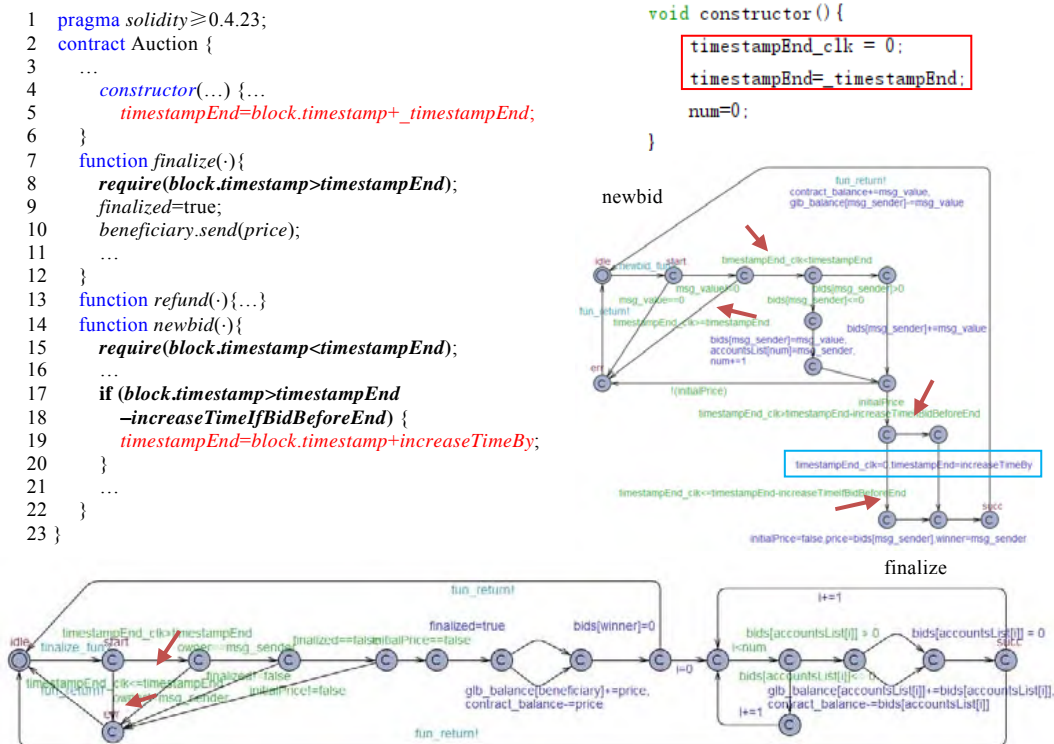 1 pragma solidity≥0.4.23;
2 contract Auction {
3 …
4 constructor(…) {…
5 timestampEnd=block.timestamp+_timestampEnd;
6 }
7 function finalize(·){
8 require(block.timestamp>timestampEnd);
9 finalized=true;
10 beneficiary.send(price);
11 …
12 }
13 function refund(·){…}
14 function newbid(·){
15 require(block.timestamp<timestampEnd);
16 …
17 if (block.timestamp>timestampEnd
18 –increaseTimeIfBidBeforeEnd) {
19 timestampEnd=block.timestamp+increaseTimeBy;
20 }
21 …
22 }
23 }
void constructor(){
timestampEnd_clk = 0;
timestampEnd=_timestampEnd;
num=0;
}
newbid
fun_return!
contract_balance+=msg_value,
glb_balance[msg_sender]-=msg_value
idle
newbid_fun
start
timestampEnd_clk<timestampEnd
C
C
C
C
msg_value!=0
bids[msg_sender]>0
msg_value==0
bids[msg_sender]<=0
fun_return!
timestampEnd_clk>=timestampEnd
C
bids[msg_sender]+=msg_value
bids[msg_sender]=msg_value,
accountsList[num]=msg_sender,
num+=1
C
err
C
C
!(initialPrice)
initialPrice
timestampEnd_clk>timestampEnd-increaseTimeIfBidBeforeEnd
C
C
timestampEnd_clk=0,timestampEnd=increaseTimeBy
timestampEnd_clk<=timestampEnd-increaseTimeIfBidBeforeEnd
succ
C
C
C
initialPrice=false,price=bids[msg_sender],winner=msg_sender
finalize
fun_return!
i+=1
idle
finalize_fun
start
timestampEnd_clk>timestampEnd
owner==msg_sender
finalized==false
initialPrice==false
finalized=true
bids[winner]=0
i<num
bids[accountsList[i]] > 0
bids[accountsList[i]] = 0
succ
C
C
C
C
C
C
C
C
C
C
C
C
C
i=0
timestampEnd_clk<=timestampEnd
finalized!=false
bids[accountsList[i]]<= 0
fun_return!
owner!=msg_sender
initialPrice!=false
glb_balance[beneficiary]+=price,
contract_balance-=price
glb_balance[accountsList[i]]+=bids[accountsList[i]],
contract_balance-=bids[accountsList[i]]
err
C
i+=1
C
fun_return!